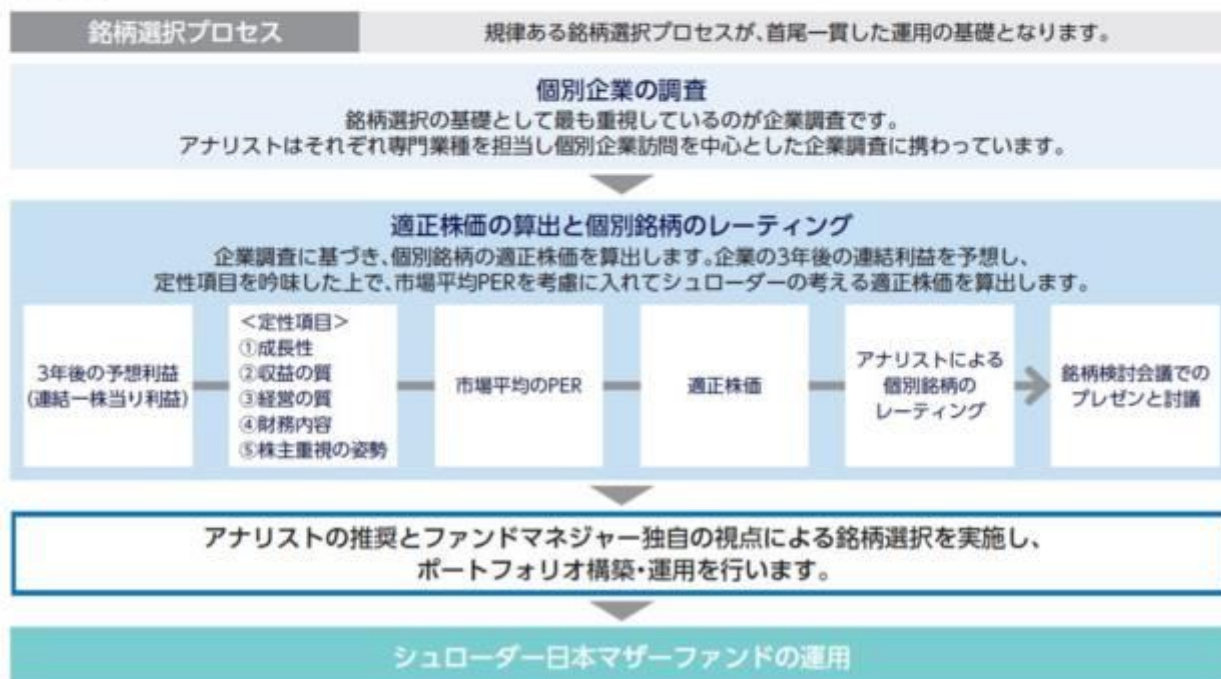 銘柄選択プロセス
規律ある銘柄選択プロセスが、首尾一貫した運用の基礎となります。
個別企業の調査
銘柄選択の基礎として最も重視しているのが企業調査です。
アナリストはそれぞれ専門業種を担当し個別企業訪問を中心とした企業調査に携わっています。
適正株価の算出と個別銘柄のレーティング
企業調査に基づき、個別銘柄の適正株価を算出します。企業の3年後の連結利益を予想し、
定性項目を吟味した上で、市場平均PERを考慮に入れてシュローダーの考える適正株価を算出します。
3年後の予想利益
(連結一株当り利益)
＜定性項目＞
①成長性
②収益の質
③経営の質
④財務内容
⑤株主重視の姿勢
市場平均のPER
適正株価
アナリストによる
個別銘柄の
レーティング
銘柄検討会議での
プレゼンと討議
アナリストの推奨とファンドマネジャー独自の視点による銘柄選択を実施し、
ポートフォリオ構築・運用を行います。
シュローダー日本マザーファンドの運用